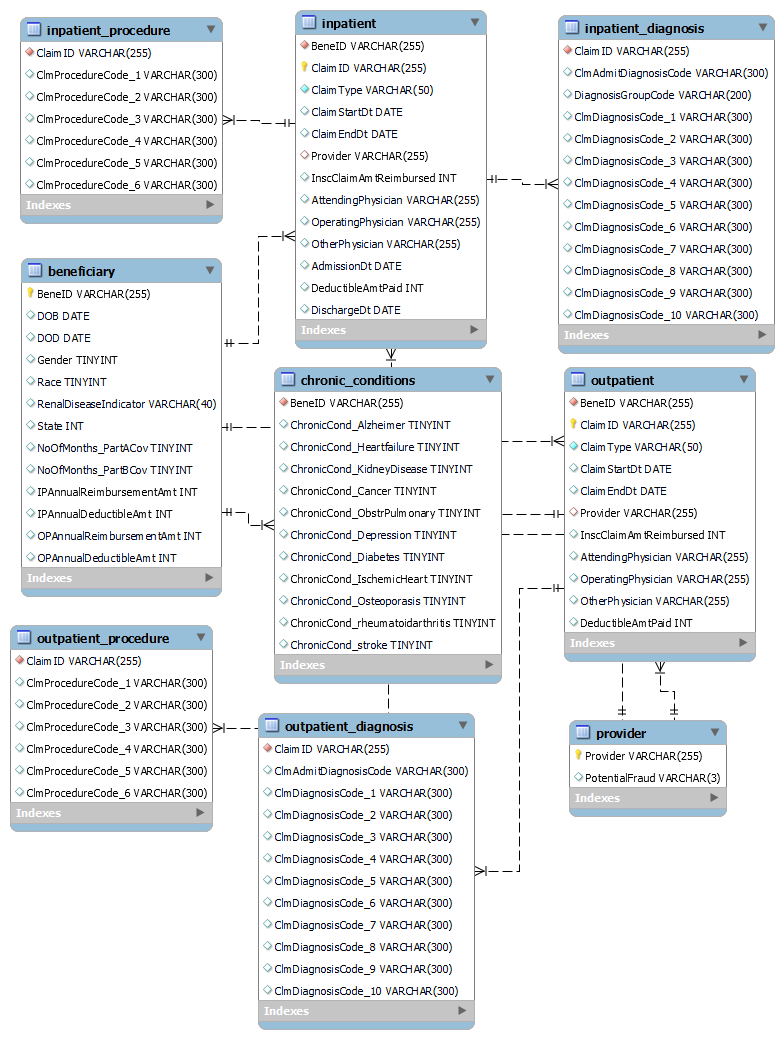 inpatient_procedure
ClaimID VARCHAR(255)
ClmProcedureCode_1 VARCHAR(300)
ClmProcedureCode_2 VARCHAR(300)
ClmProcedureCode_3 VARCHAR(300)
ClmProcedureCode_4 VARCHAR(300)
ClmProcedureCode_5 VARCHAR(300)
ClmProcedureCode_6 VARCHAR(300)
Indexes
inpatient
BeneID VARCHAR(255)
ClaimID VARCHAR(255)
ClaimType VARCHAR(50)
ClaimStartDt DATE
ClaimEndDt DATE
Provider VARCHAR(255)
InscClaimAmtReimbursed INT
AttendingPhysician VARCHAR(255)
OperatingPhysician VARCHAR(255)
OtherPhysician VARCHAR(255)
AdmissionDt DATE
DeductibleAmtPaid INT
DischargeDt DATE
Indexes
inpatient_diagnosis
ClaimID VARCHAR(255)
ClmAdmitDiagnosisCode VARCHAR(300)
DiagnosisGroupCode VARCHAR(200)
ClmDiagnosisCode_1 VARCHAR(300)
ClmDiagnosisCode_2 VARCHAR(300)
ClmDiagnosisCode_3 VARCHAR(300)
ClmDiagnosisCode_4 VARCHAR(300)
ClmDiagnosisCode_5 VARCHAR(300)
ClmDiagnosisCode_6 VARCHAR(300)
ClmDiagnosisCode_7 VARCHAR(300)
ClmDiagnosisCode_8 VARCHAR(300)
ClmDiagnosisCode_9 VARCHAR(300)
ClmDiagnosisCode_10 VARCHAR(300)
Indexes
beneficiary
BeneID VARCHAR(255)
DOB DATE
DOD DATE
Gender TINYINT
Race TINYINT
RenalDiseaseIndicator VARCHAR(40)
State INT
NoOfMonths_PartACov TINYINT
NoOfMonths_PartBCov TINYINT
IPAnnualReimbursementAmt INT
IPAnnualDeductibleAmt INT
OPAnnualReimbursementAmt INT
OPAnnualDeductibleAmt INT
Indexes
chronic_conditions
BeneID VARCHAR(255)
ChronicCond_Alzheimer TINYINT
ChronicCond_Heartfailure TINYINT
ChronicCond_KidneyDisease TINYINT
ChronicCond_Cancer TINYINT
ChronicCond_ObstrPulmonary TINYINT
ChronicCond_Depression TINYINT
ChronicCond_Diabetes TINYINT
ChronicCond_IschemicHeart TINYINT
ChronicCond_Osteoporasis TINYINT
ChronicCond_rheumatoidarthritis TINYINT
ChronicCond_stroke TINYINT
Indexes
outpatient
BeneID VARCHAR(255)
ClaimID VARCHAR(255)
ClaimType VARCHAR(50)
ClaimStartDt DATE
ClaimEndDt DATE
Provider VARCHAR(255)
InscClaimAmtReimbursed INT
AttendingPhysician VARCHAR(255)
OperatingPhysician VARCHAR(255)
OtherPhysician VARCHAR(255)
DeductibleAmtPaid INT
Indexes
outpatient_procedure
ClaimID VARCHAR(255)
ClmProcedureCode_1 VARCHAR(300)
ClmProcedureCode_2 VARCHAR(300)
ClmProcedureCode_3 VARCHAR(300)
ClmProcedureCode_4 VARCHAR(300)
ClmProcedureCode_5 VARCHAR(300)
ClmProcedureCode_6 VARCHAR(300)
Indexes
outpatient_diagnosis
ClaimID VARCHAR(255)
ClmAdmitDiagnosisCode VARCHAR(300)
ClmDiagnosisCode_1 VARCHAR(300)
ClmDiagnosisCode_2 VARCHAR(300)
ClmDiagnosisCode_3 VARCHAR(300)
ClmDiagnosisCode_4 VARCHAR(300)
ClmDiagnosisCode_5 VARCHAR(300)
ClmDiagnosisCode_6 VARCHAR(300)
ClmDiagnosisCode_7 VARCHAR(300)
ClmDiagnosisCode_8 VARCHAR(300)
ClmDiagnosisCode_9 VARCHAR(300)
ClmDiagnosisCode_10 VARCHAR(300)
Indexes
provider
Provider VARCHAR(255)
PotentialFraud VARCHAR(3)
Indexes